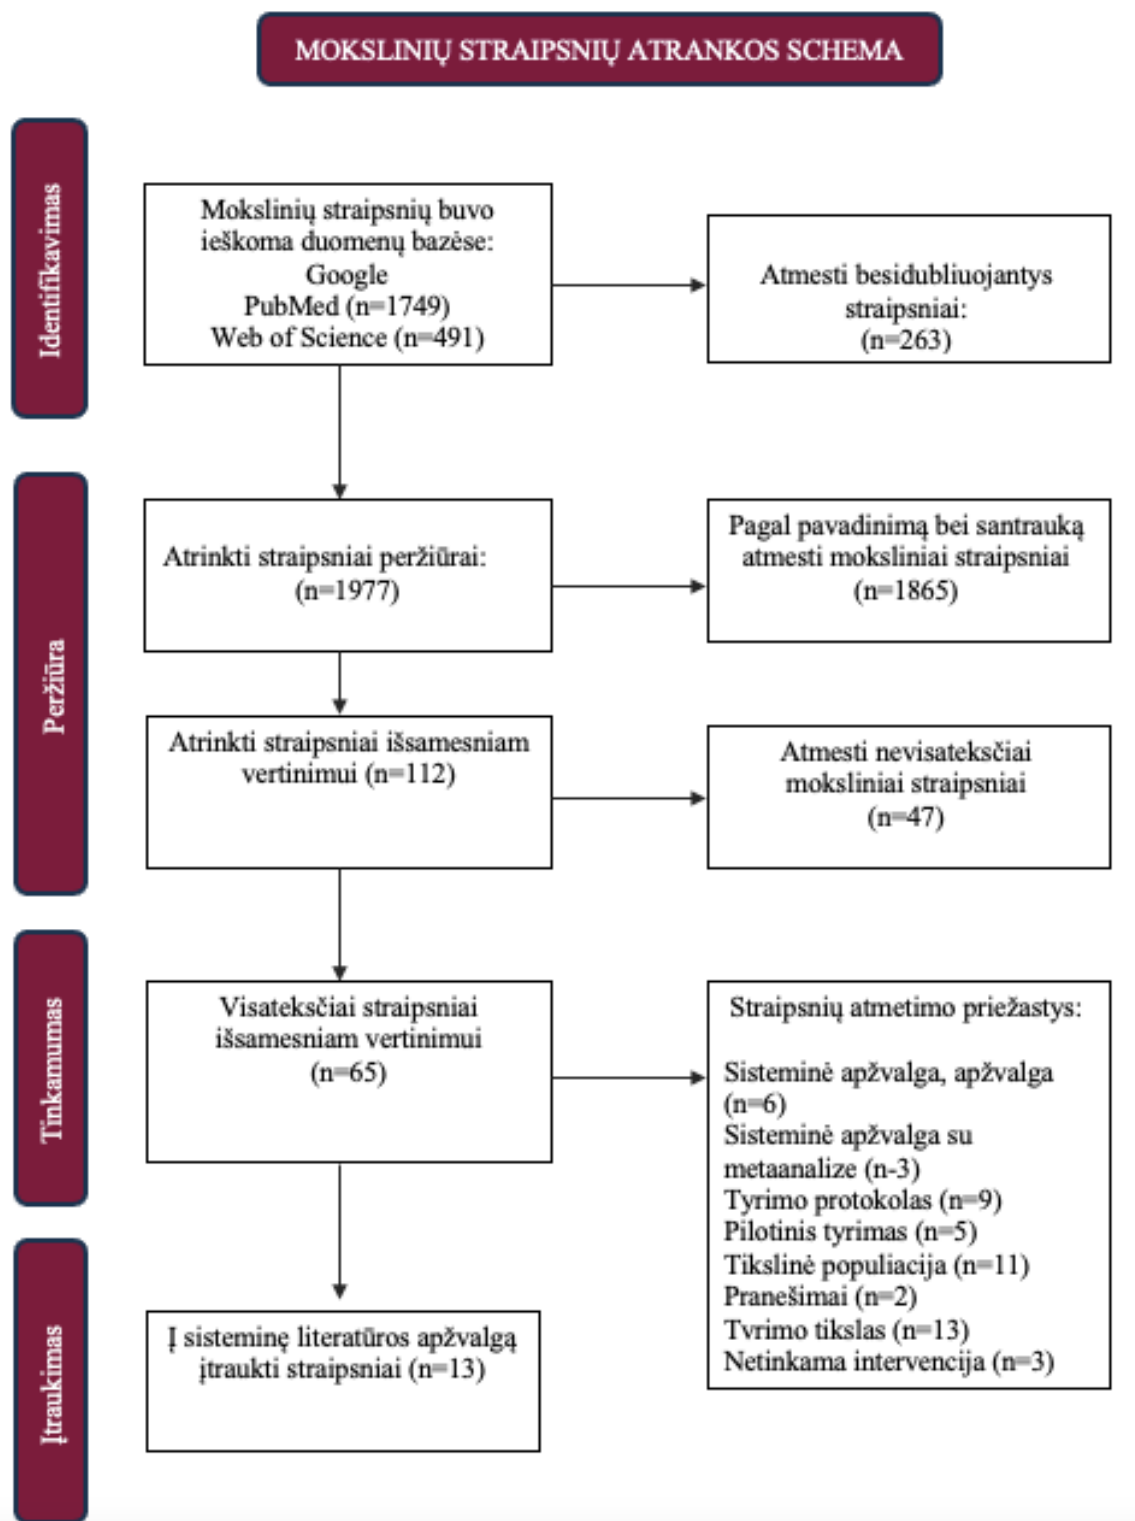 MOKSLINIŲ STRAIPSNIŲ ATRANKOS SCHEMA
Identifikavimas
Mokslinių straipsnių buvo
ieškoma duomenų bazėse:
Google
PubMed (n=1749)
Web of Science (n=491)
Atmesti besidubliuojantys
straipsniai:
(n=263)
Peržiūra
Atrinkti straipsniai peržiūrai:
(n=1977)
Pagal pavadinimą bei santrauką
atmesti moksliniai straipsniai
(n=1865)
Atrinkti straipsniai išsamesniam
vertinimui (n=112)
Atmesti nevisateksčiai
moksliniai straipsniai
(n=47)
Tinkamumas
Visateksčiai straipsniai
išsamesniam vertinimui
(n=65)
Straipsnių atmetimo priežastys:
Sisteminė apžvalga, apžvalga
(n=6)
Sisteminė apžvalga su
metaanalize (n-3)
Tyrimo protokolas (n=9)
Pilotinis tyrimas (n=5)
Tikslinė populiacija (n=11)
Pranešimai (n=2)
Tvrimo tikslas (n=13)
Netinkama intervencija (n=3)
Įtraukimas
Į sisteminę literatūros apžvalgą
įtraukti straipsniai (n=13)